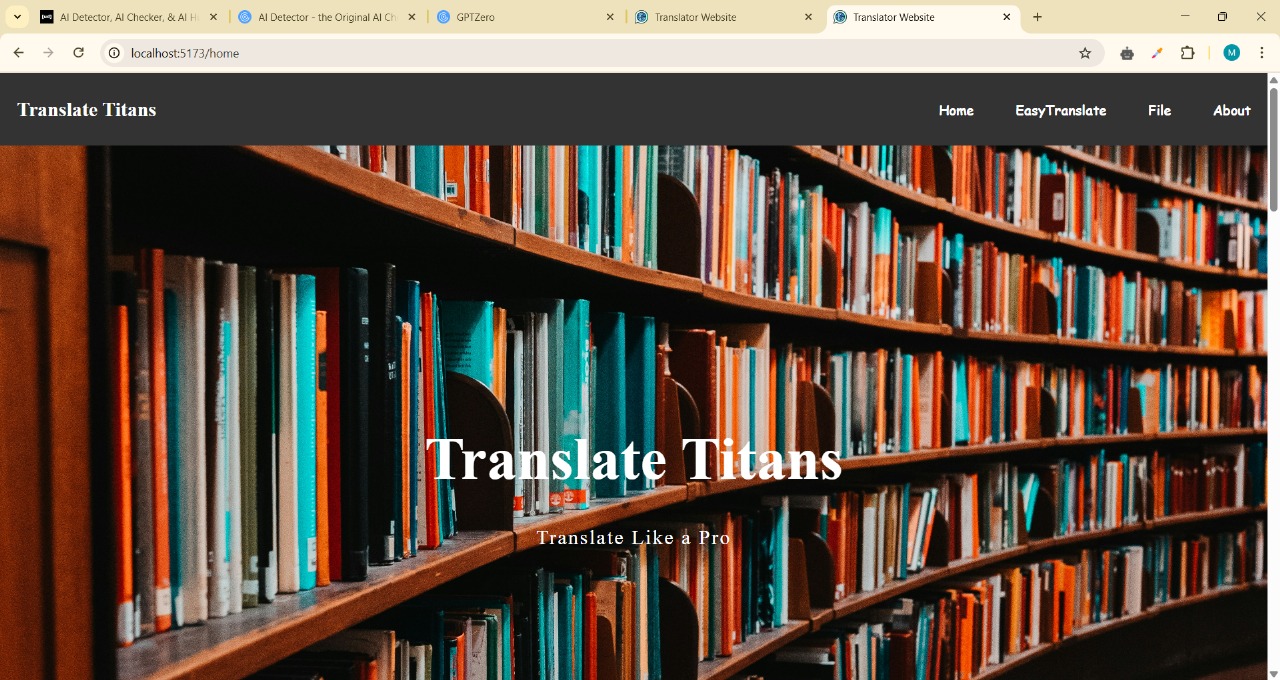 AI Detector, AI Checker, & AI H
AI Detector - the Original AI Ch
GPTZero
Translator Website
Translator Website
localhost:5173/home
M
Translate Titans
Home
EasyTranslate
File
About
Translate Titans
Translate Like a Pro